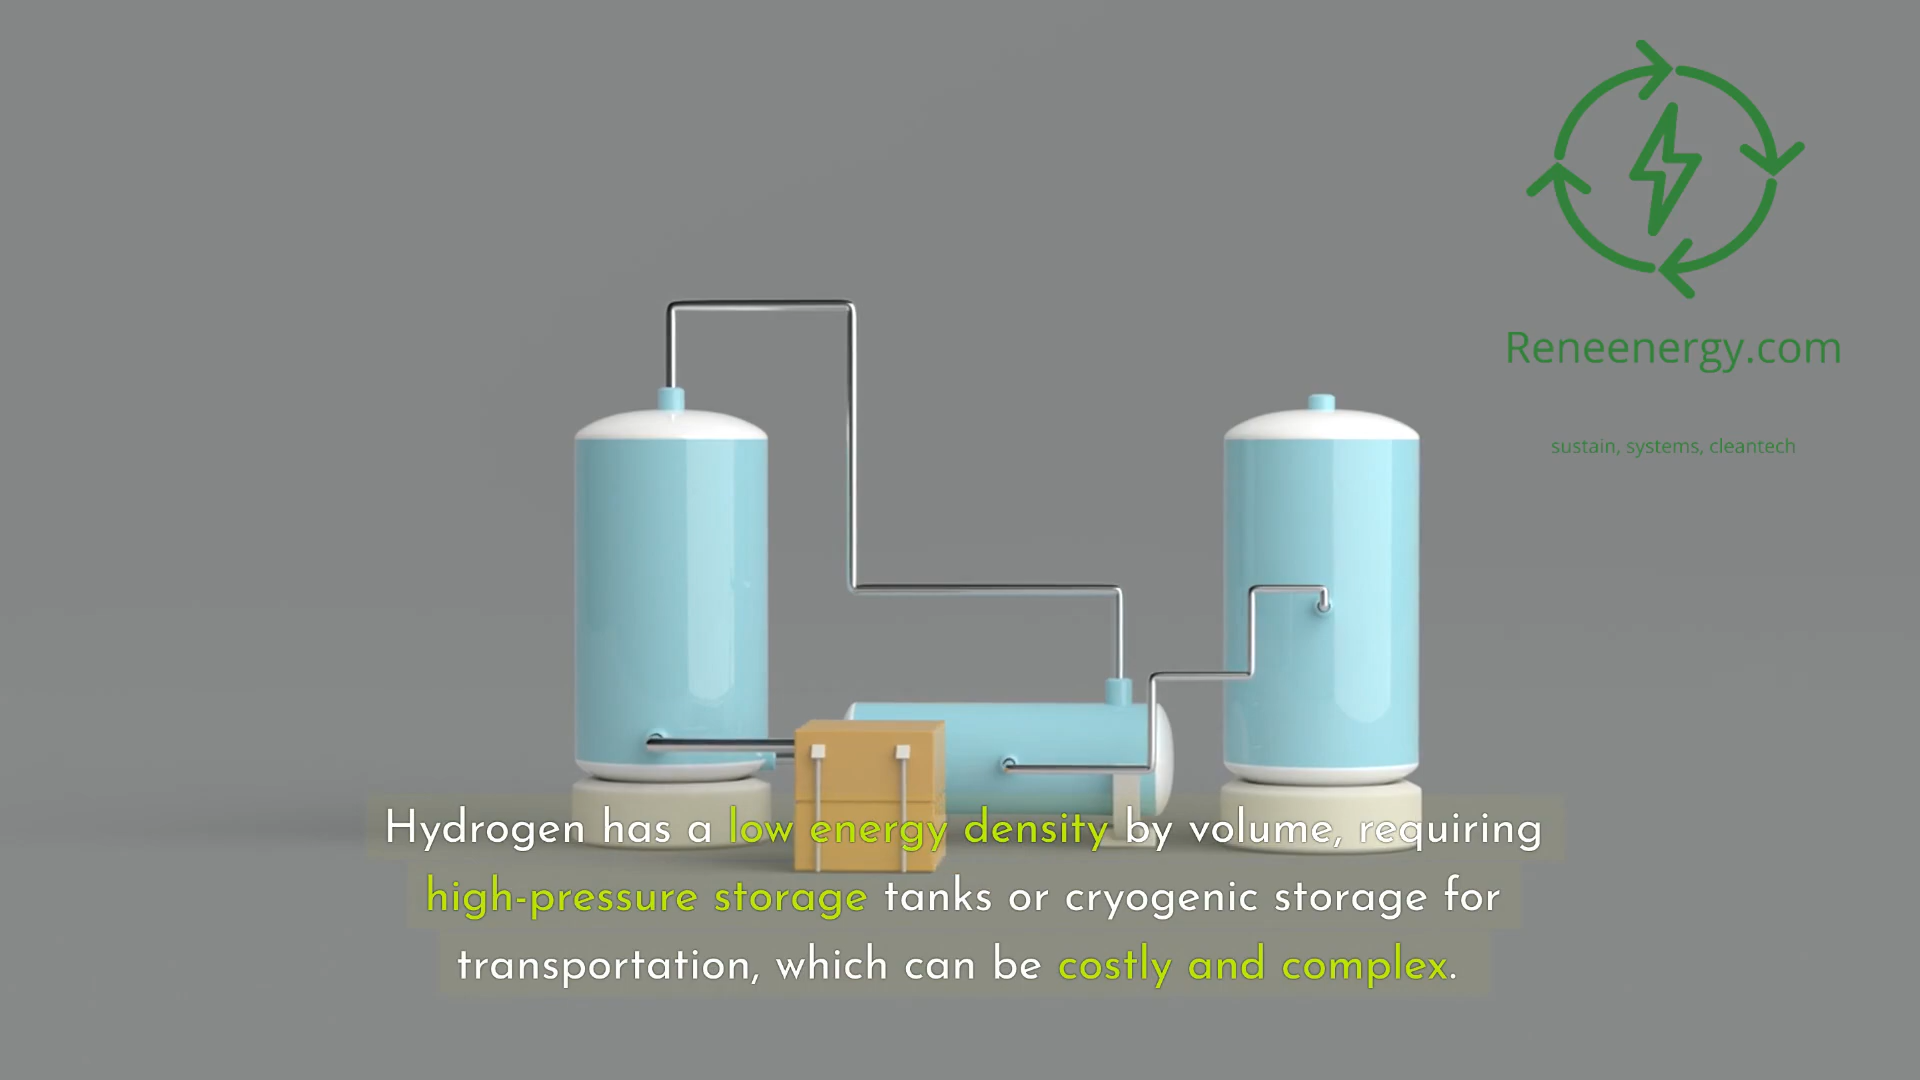 Reneenergy.com
sustain, systems, cleantech
Hydrogen has a low energy density by volume, requiring
high-pressure storage tanks or cryogenic storage for
transportation, which can be costly and complex.